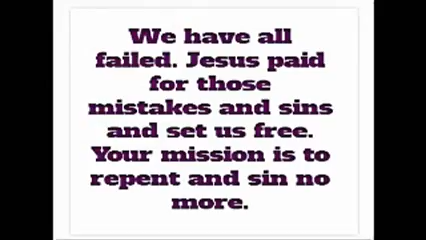 We have all
failed. Jesus paid
for those
mistakes and sins
and set us free.
Your mission is to
repent and sin no
more.